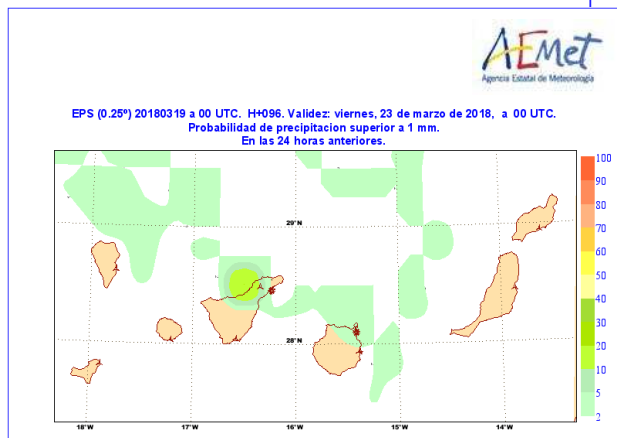 AEMet
Agencia Estatal de Meteorología
EPS (0.25º) 20180319 a 00 UTC. H+096. Validez: viernes, 23 de marzo de 2018, a 00 UTC.
Probabilidad de precipitacion superior a 1 mm.
En las 24 horas anteriores.
100
90
80
70
60
50
40
30
20
10
5
2
29°N
28°N
18°W
17°W
16°W
15°W
14°W